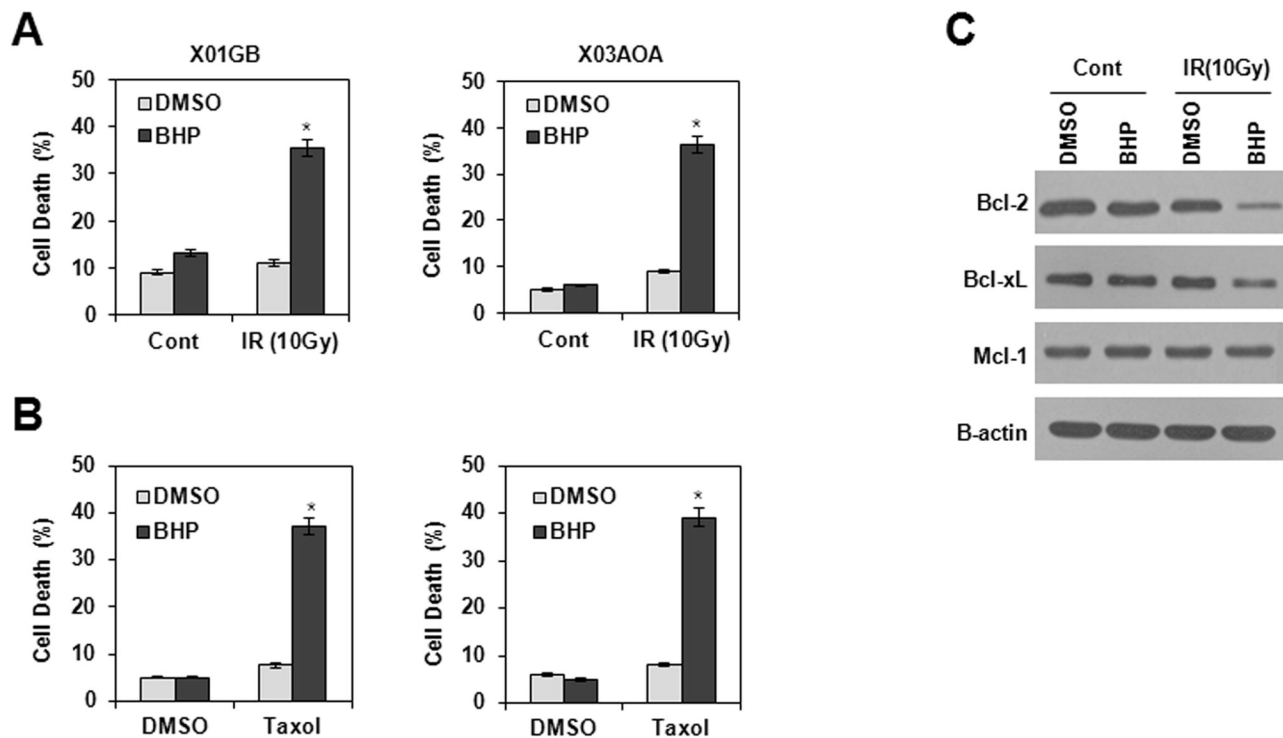 A
X01GB
50
40
30
20
10
0
Cell Death (%)
DMSO
BHP
*
Cont
IR (10Gy)
X03AOA
50
40
30
20
10
0
Cell Death (%)
DMSO
BHP
*
Cont
IR (10Gy)
B
50
40
30
20
10
0
Cell Death (%)
DMSO
BHP
*
DMSO
Taxol
50
40
30
20
10
0
Cell Death (%)
DMSO
BHP
*
DMSO
Taxol
C
Cont
IR(10Gy)
DMSO
BHP
DMSO
BHP
Bcl-2
Bcl-xL
Mcl-1
B-actin